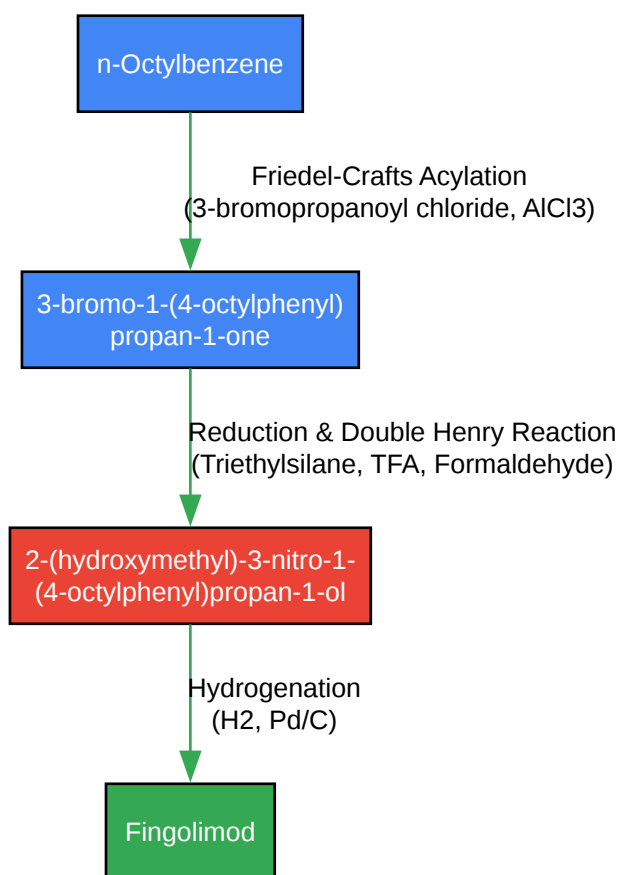 n-Octylbenzene
Friedel-Crafts Acylation
(3-bromopropanoyl chloride, AlCl3)
3-bromo-1-(4-octylphenyl)
propan-1-one
Reduction & Double Henry Reaction
(Triethylsilane, TFA, Formaldehyde)
2-(hydroxymethyl)-3-nitro-1-
(4-octylphenyl)propan-1-ol
Hydrogenation
(H2, Pd/C)
Fingolimod